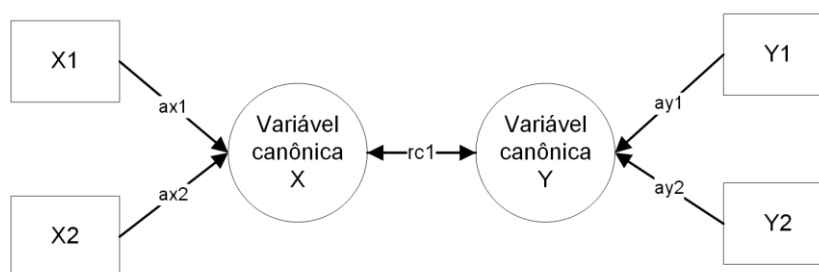 X1
X2
ax1
ax2
Variável
canônica
X
rc1
Variável
canônica
Y
ay1
ay2
Y1
Y2